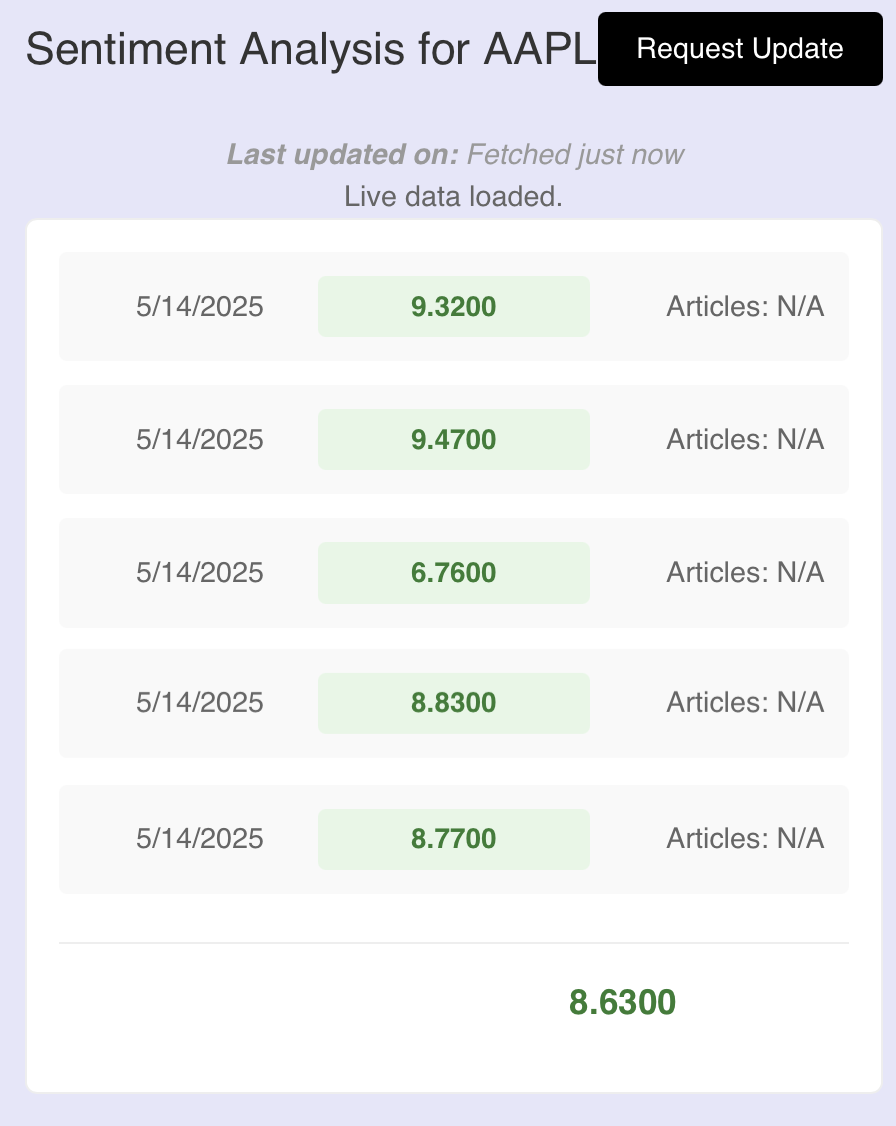 Sentiment Analysis for AAPL Request Update
Last updated on: Fetched just now
Live data loaded.
5/14/2025 9.3200 Articles: N/A
5/14/2025 9.4700 Articles: N/A
5/14/2025 6.7600 Articles: N/A
5/14/2025 8.8300 Articles: N/A
5/14/2025 8.7700 Articles: N/A
8.6300